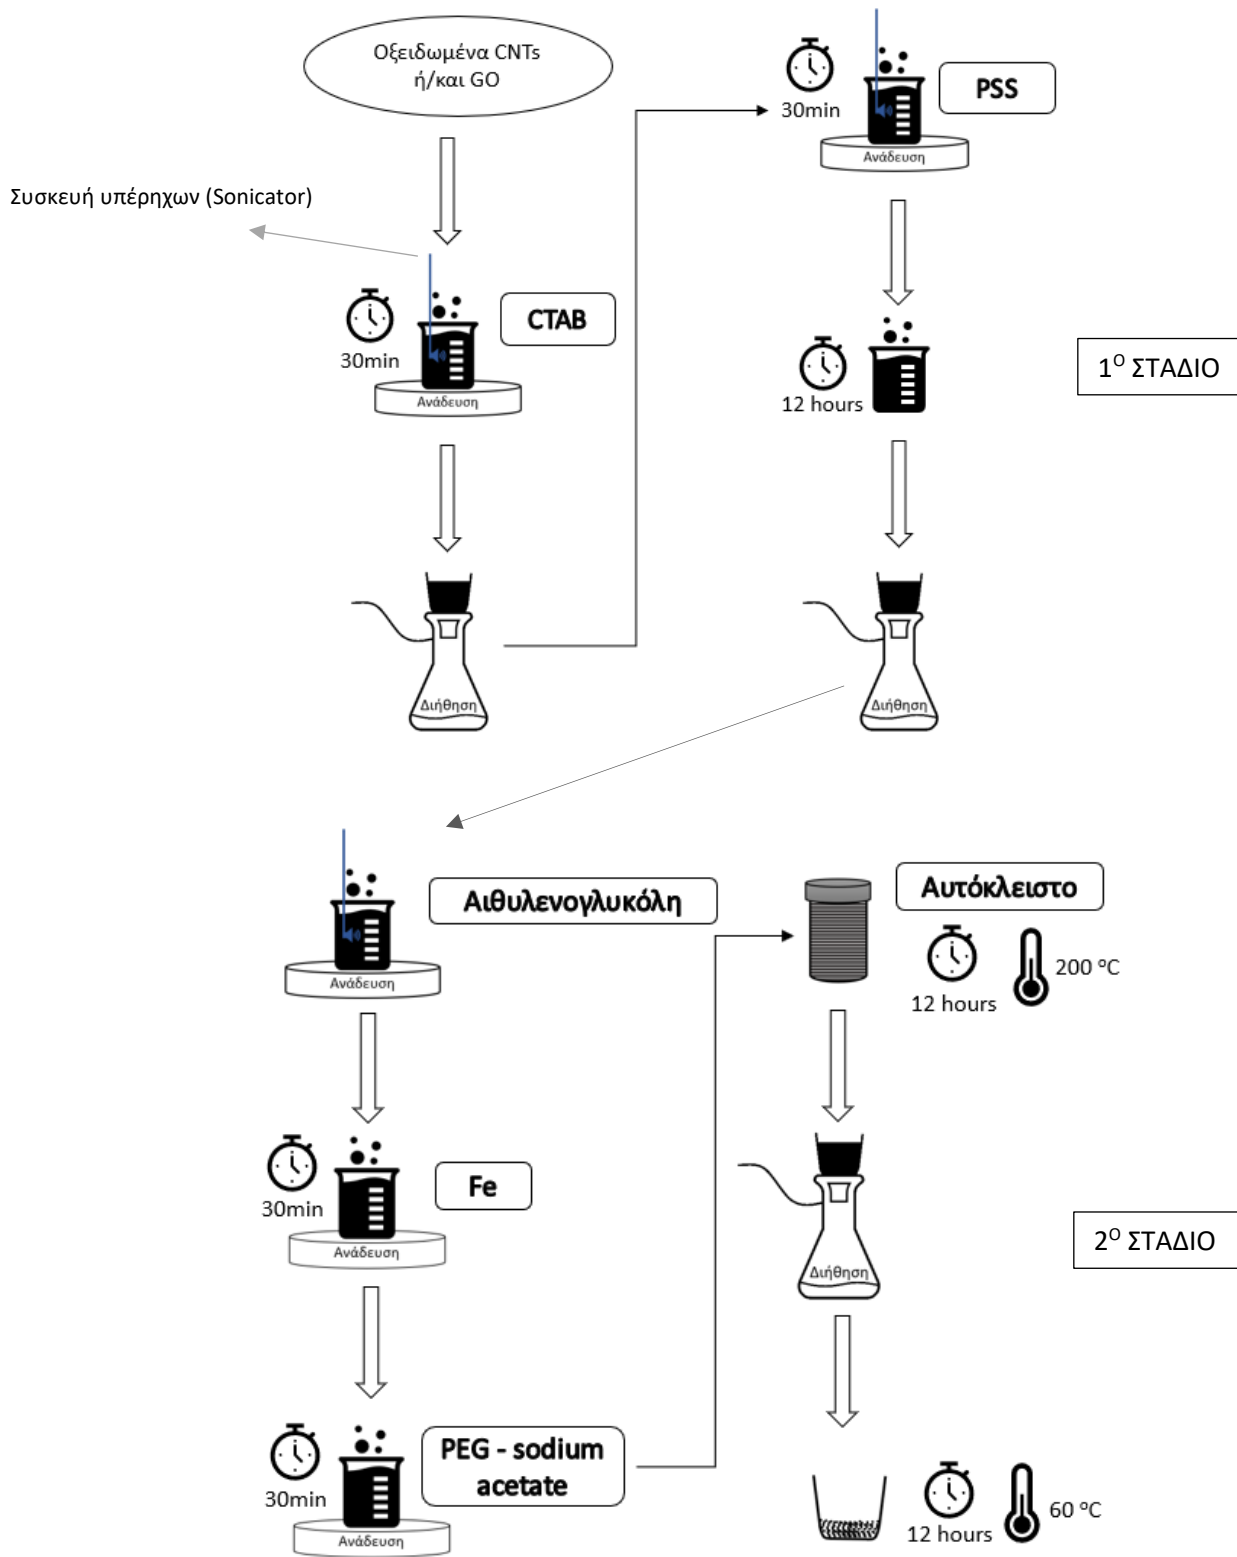 Οξειδωμένα CNTs
ή/και GO
Συσκευή υπέρηχων (Sonicator)
30min
CTAB
Ανάδευση
Διήθηση
30min
PSS
Ανάδευση
12 hours
1Ο ΣΤΑΔΙΟ
Διήθηση
Αιθυλενογλυκόλη
Ανάδευση
30min
Fe
Ανάδευση
30min
PEG - sodium
acetate
Ανάδευση
Αυτόκλειστο
12 hours
200 ºC
Διήθηση
2Ο ΣΤΑΔΙΟ
12 hours
60 ºC